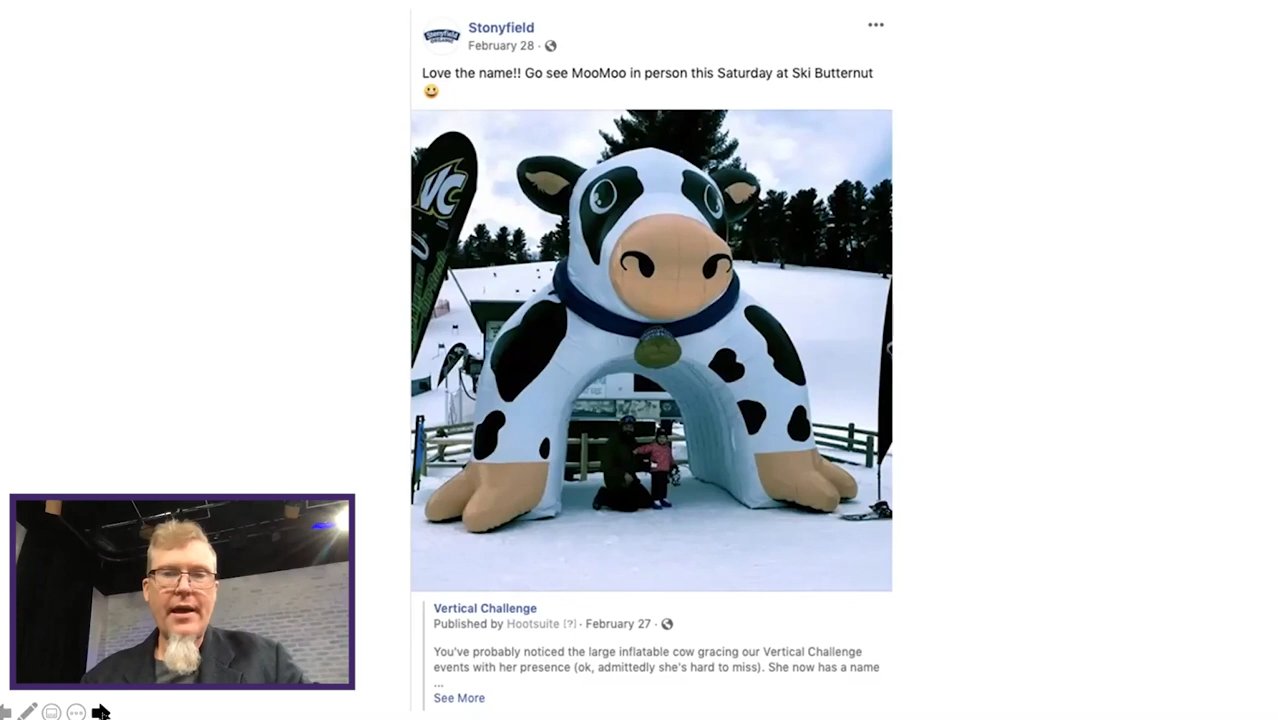 Stonyfield
Stonyfield
February 28 ·
Love the name!! Go see MooMoo in person this Saturday at Ski Butternut
VC
Vertical Challenge
Published by Hootsuite [?] · February 27 ·
You've probably noticed the large inflatable cow gracing our Vertical Challenge
events with her presence (ok, admittedly she's hard to miss). She now has a name
...
See More